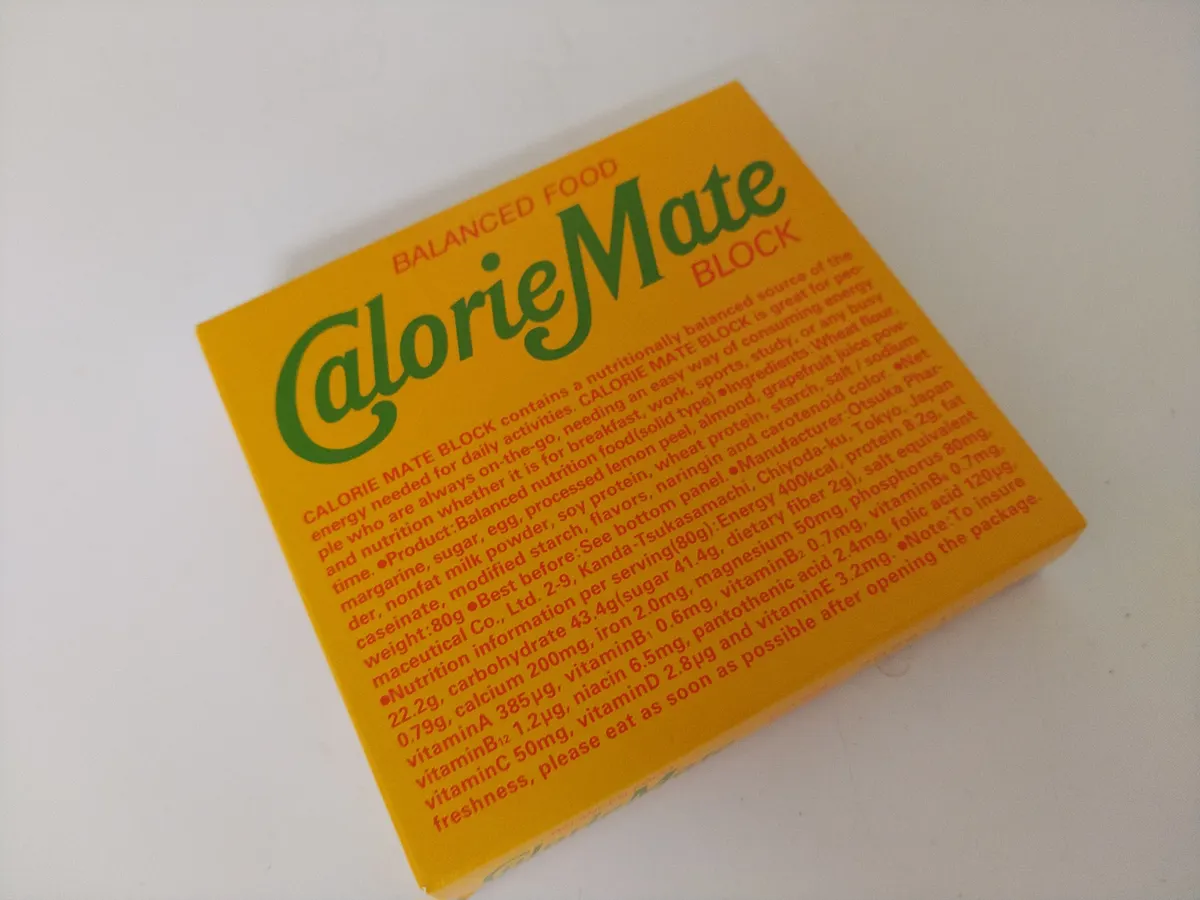 BALANCED FOOD
CalorieMate
BLOCK
CALORIE MATE BLOCK contains a nutritionally balanced source of the
energy needed for daily activities. CALORIE MATE BLOCK is great for peo-
ple who are always on-the-go, needing an easy way of consuming energy
and nutrition whether it is for breakfast, work, sports, study, or any busy
time. ●Product:Balanced nutrition food(solid type) ●Ingredients:Wheat flour,
margarine, sugar, egg, processed lemon peel, almond, grapefruit juice pow-
der, nonfat milk powder, soy protein, wheat protein, starch, salt / sodium
caseinate, modified starch, flavors, naringin and carotenoid color. ●Net
weight:80g ●Best before:See bottom panel. ●Manufacturer:Otsuka Phar-
maceutical Co., Ltd. 2-9, Kanda-Tsukasamachi, Chiyoda-ku, Tokyo, Japan
●Nutrition information per serving(80g):Energy 400kcal, protein 8.2g, fat
22.2g, carbohydrate 43.4g(sugar 41.4g, dietary fiber 2g), salt equivalent
0.79g, calcium 200mg, iron 2.0mg, magnesium 50mg, phosphorus 80mg,
vitaminA 385μg, vitaminB₁ 0.6mg, vitaminB₂ 0.7mg, vitaminB₆ 0.7mg,
vitaminB₁₂ 1.2μg, niacin 6.5mg, pantothenic acid 2.4mg, folic acid 120μg,
vitaminC 50mg, vitaminD 2.8μg and vitaminE 3.2mg. ●Note:To insure
freshness, please eat as soon as possible after opening the package.